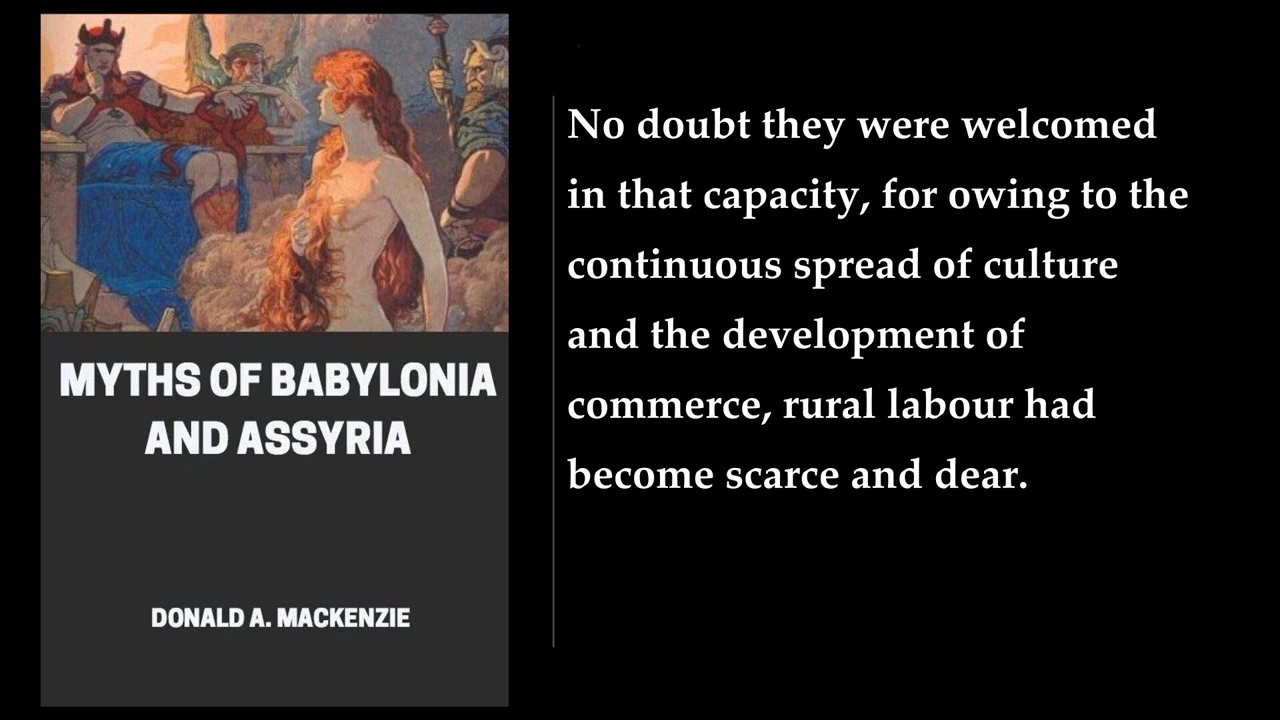 MYTHS OF BABYLONIA
AND ASSYRIA
DONALD A. MACKENZIE
No doubt they were welcomed
in that capacity, for owing to the
continuous spread of culture
and the development of
commerce, rural labour had
become scarce and dear.